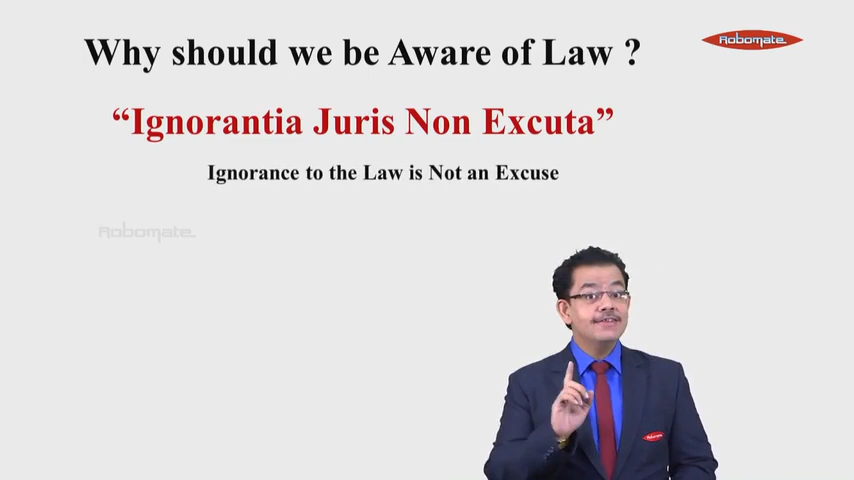 Why should we be Aware of Law ?
Robomate
“Ignorantia Juris Non Excuta”
Ignorance to the Law is Not an Excuse
Robomate
Robomate